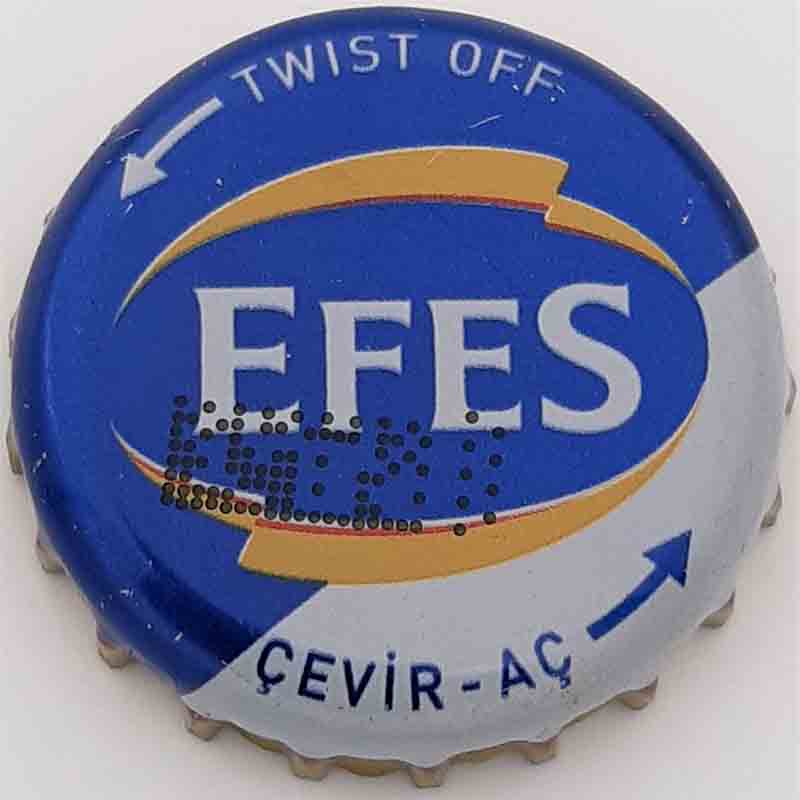 TWIST OFF
EFES
ÇEVİR-AÇ